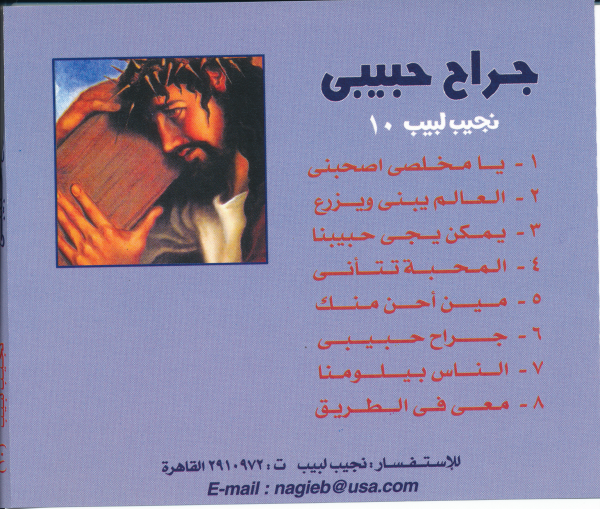 جراح حبيبى
نجيب لبيب ١٠
١ - يا مخلصى اصحبنى
٢ - العالم يبنى ويزرع
٣ - يمكن يجى حبيبنا
٤ - المحبة تتأنى
٥ - مين أحن منك
٦ - جراح حبيبى
٧ - الناس بيلومنا
٨ - معى فى الطريق
للإستفسار : نجيب لبيب ت : ٢٩١٠٩٧٢ القاهرة
E-mail : nagieb@usa.com